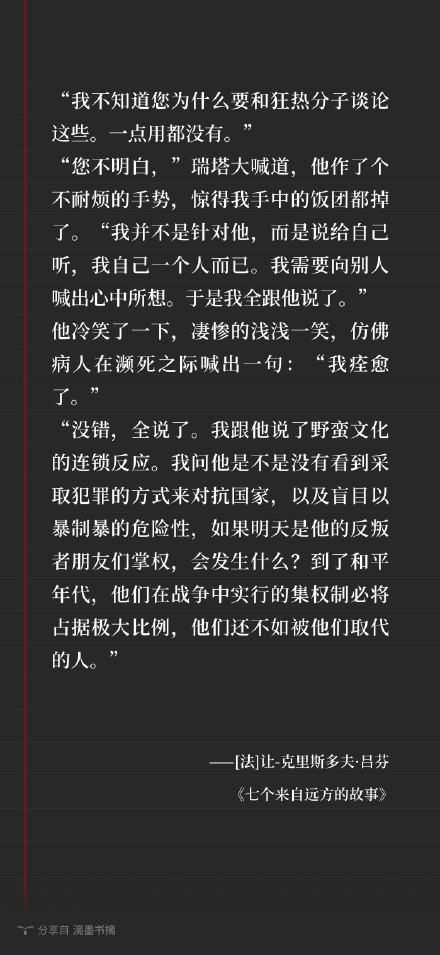 “我不知道您为什么要和狂热分子谈论
这些。一点用都没有。”
“您不明白，”瑞塔大喊道，他作了个
不耐烦的手势，惊得我手中的饭团都掉
了。“我并不是针对他，而是说给自己
听，我自己一个人而已。我需要向别人
喊出心中所想。于是我全跟他说了。”
他冷笑了一下，凄惨的浅浅一笑，仿佛
病人在濒死之际喊出一句：“我痊愈
了。”
“没错，全说了。我跟他说了野蛮文化
的连锁反应。我问他是不是没有看到采
取犯罪的方式来对抗国家，以及盲目以
暴制暴的危险性，如果明天是他的反叛
者朋友们掌权，会发生什么？到了和平
年代，他们在战争中实行的集权制必将
占据极大比例，他们还不如被他们取代
的人。”
——[法]让-克里斯多夫·吕芬
《七个来自远方的故事》
分享自 滴墨书摘